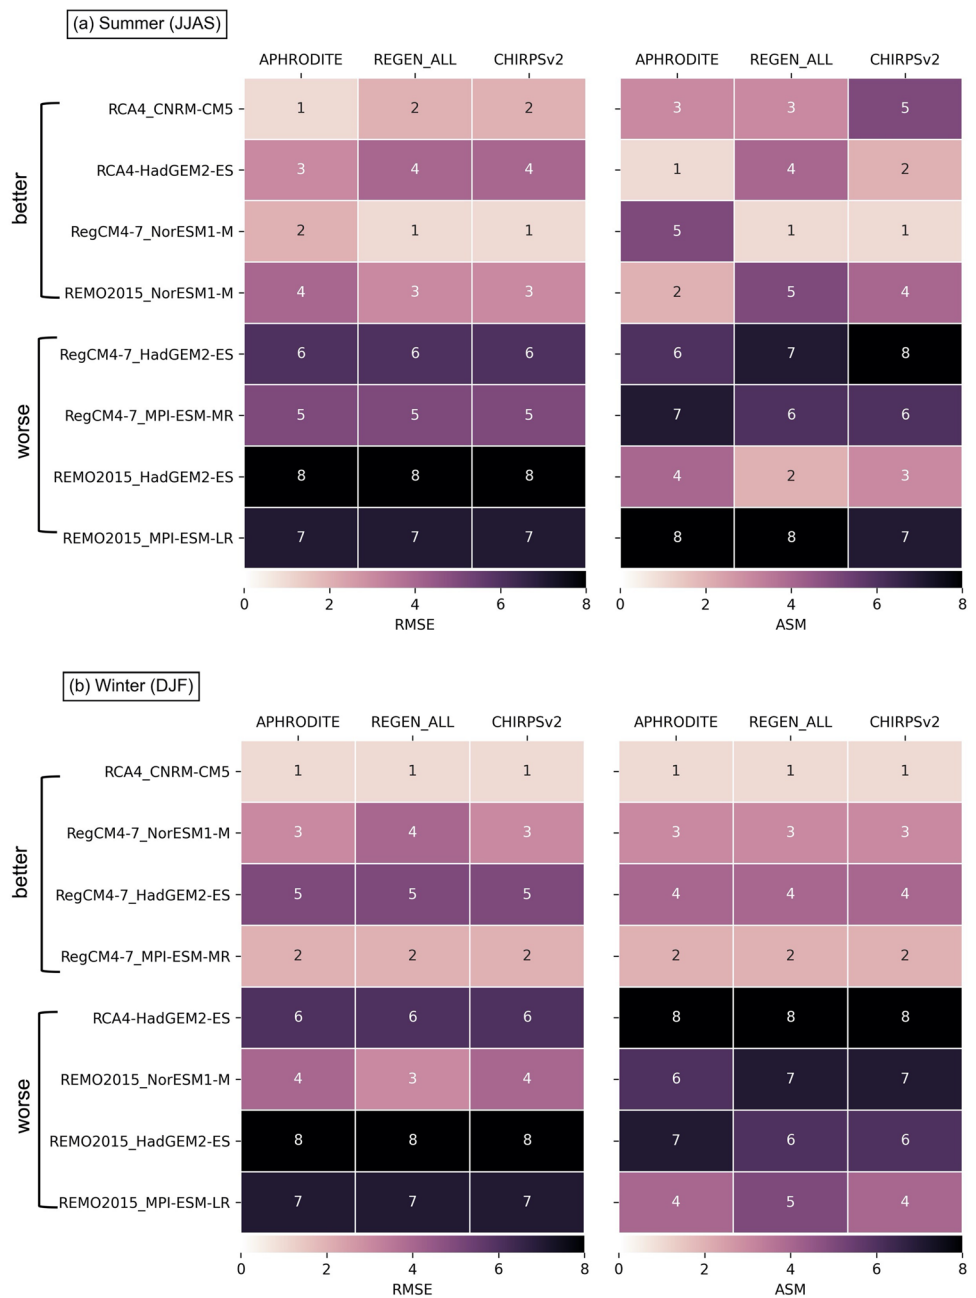 (a) Summer (JJAS)
APHRODITE REGEN_ALL CHIRPSv2 APHRODITE REGEN_ALL CHIRPSv2
better
RCA4_CNRM-CM5 1 2 2 3 3 5
RCA4-HadGEM2-ES 3 4 4 1 4 2
RegCM4-7_NorESM1-M 2 1 1 5 1 1
REMO2015_NorESM1-M 4 3 3 2 5 4
worse
RegCM4-7_HadGEM2-ES 6 6 6 6 7 8
RegCM4-7_MPI-ESM-MR 5 5 5 7 6 6
REMO2015_HadGEM2-ES 8 8 8 4 2 3
REMO2015_MPI-ESM-LR 7 7 7 8 8 7
0 2 4 6 8 0 2 4 6 8
RMSE ASM
(b) Winter (DJF)
APHRODITE REGEN_ALL CHIRPSv2 APHRODITE REGEN_ALL CHIRPSv2
better
RCA4_CNRM-CM5 1 1 1 1 1 1
RegCM4-7_NorESM1-M 3 4 3 3 3 3
RegCM4-7_HadGEM2-ES 5 5 5 4 4 4
RegCM4-7_MPI-ESM-MR 2 2 2 2 2 2
worse
RCA4-HadGEM2-ES 6 6 6 8 8 8
REMO2015_NorESM1-M 4 3 4 6 7 7
REMO2015_HadGEM2-ES 8 8 8 7 6 6
REMO2015_MPI-ESM-LR 7 7 7 4 5 4
0 2 4 6 8 0 2 4 6 8
RMSE ASM